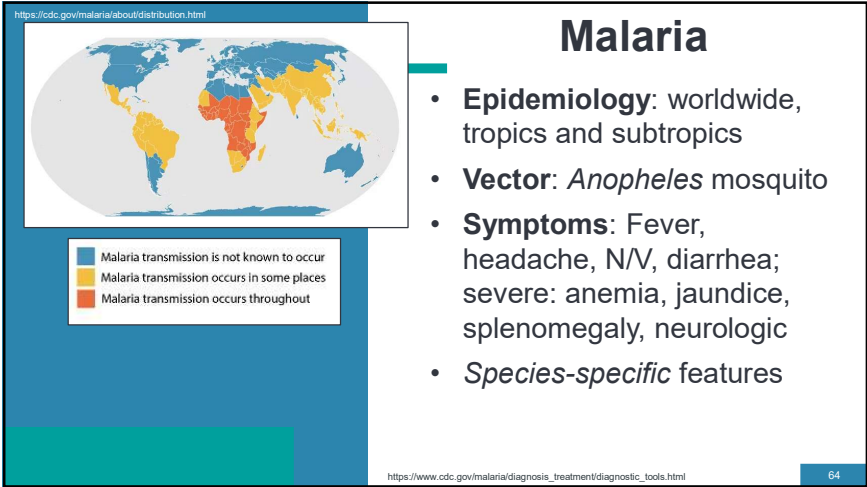 https://cdc.gov/malaria/about/distribution.html
Malaria transmission is not known to occur
Malaria transmission occurs in some places
Malaria transmission occurs throughout
Malaria
• Epidemiology: worldwide,
tropics and subtropics
• Vector: Anopheles mosquito
• Symptoms: Fever,
headache, N/V, diarrhea;
severe: anemia, jaundice,
splenomegaly, neurologic
• Species-specific features
https://www.cdc.gov/malaria/diagnosis_treatment/diagnostic_tools.html
64